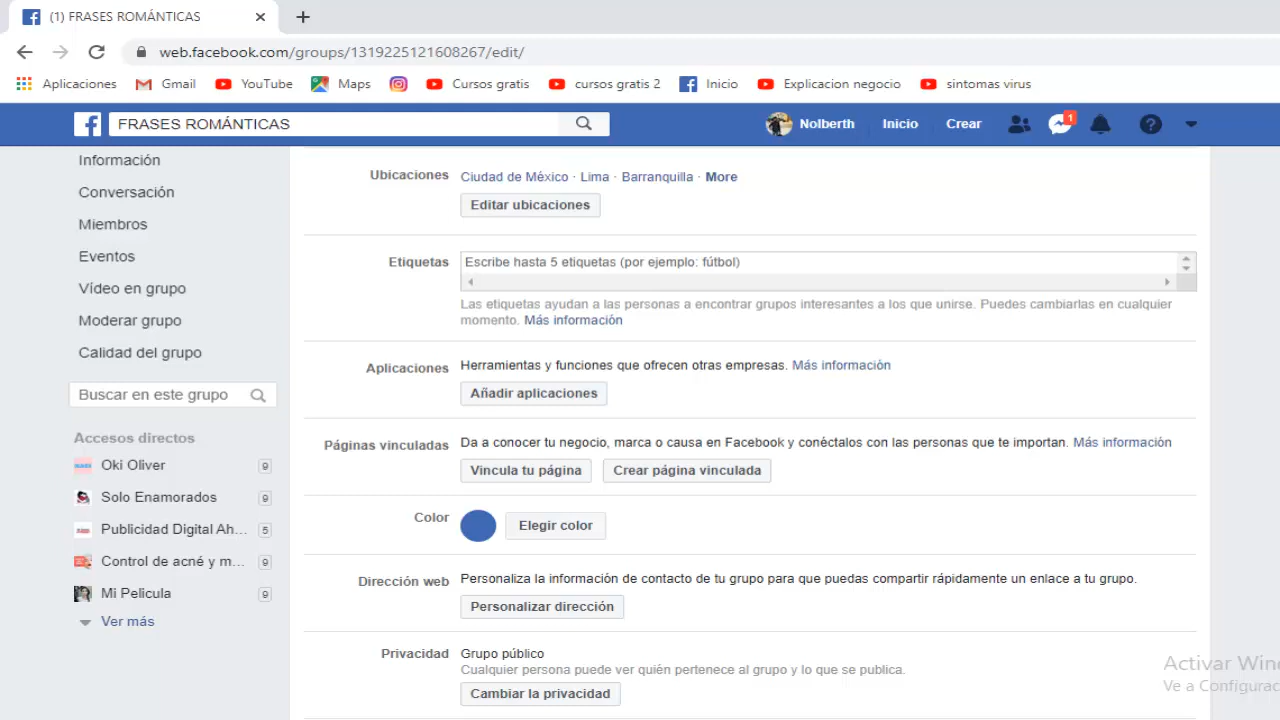 (1) FRASES ROMÁNTICAS
web.facebook.com/groups/1319225121608267/edit/
Aplicaciones Gmail YouTube Maps Cursos gratis cursos gratis 2 Inicio Explicacion negocio sintomas virus
FRASES ROMÁNTICAS
Nolberth Inicio Crear 1
Información
Conversación
Miembros
Eventos
Vídeo en grupo
Moderar grupo
Calidad del grupo
Buscar en este grupo
Accesos directos
Oki Oliver 9
Solo Enamorados 9
Publicidad Digital Ah... 5
Control de acné y m... 9
Mi Pelicula 9
Ver más
Ubicaciones Ciudad de México · Lima · Barranquilla · More
Editar ubicaciones
Etiquetas Escribe hasta 5 etiquetas (por ejemplo: fútbol)
Las etiquetas ayudan a las personas a encontrar grupos interesantes a los que unirse. Puedes cambiarlas en cualquier
momento. Más información
Aplicaciones Herramientas y funciones que ofrecen otras empresas. Más información
Añadir aplicaciones
Páginas vinculadas Da a conocer tu negocio, marca o causa en Facebook y conéctalos con las personas que te importan. Más información
Vincula tu página Crear página vinculada
Color Elegir color
Dirección web Personaliza la información de contacto de tu grupo para que puedas compartir rápidamente un enlace a tu grupo.
Personalizar dirección
Privacidad Grupo público
Cualquier persona puede ver quién pertenece al grupo y lo que se publica.
Cambiar la privacidad
Activar Wind
Ve a Configurac